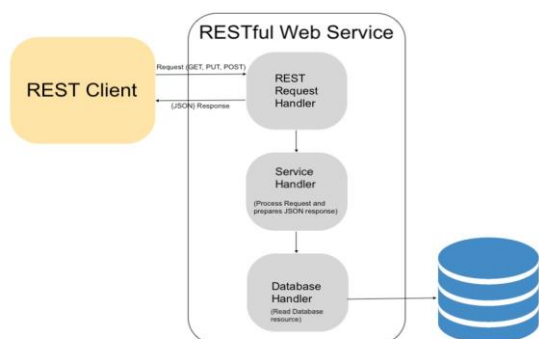 RESTful Web Service
REST Client
Request (GET, PUT, POST)
(JSON) Response
REST
Request
Handler
Service
Handler
(Process Request and
prepares JSON response)
Database
Handler
(Read Database
resource)